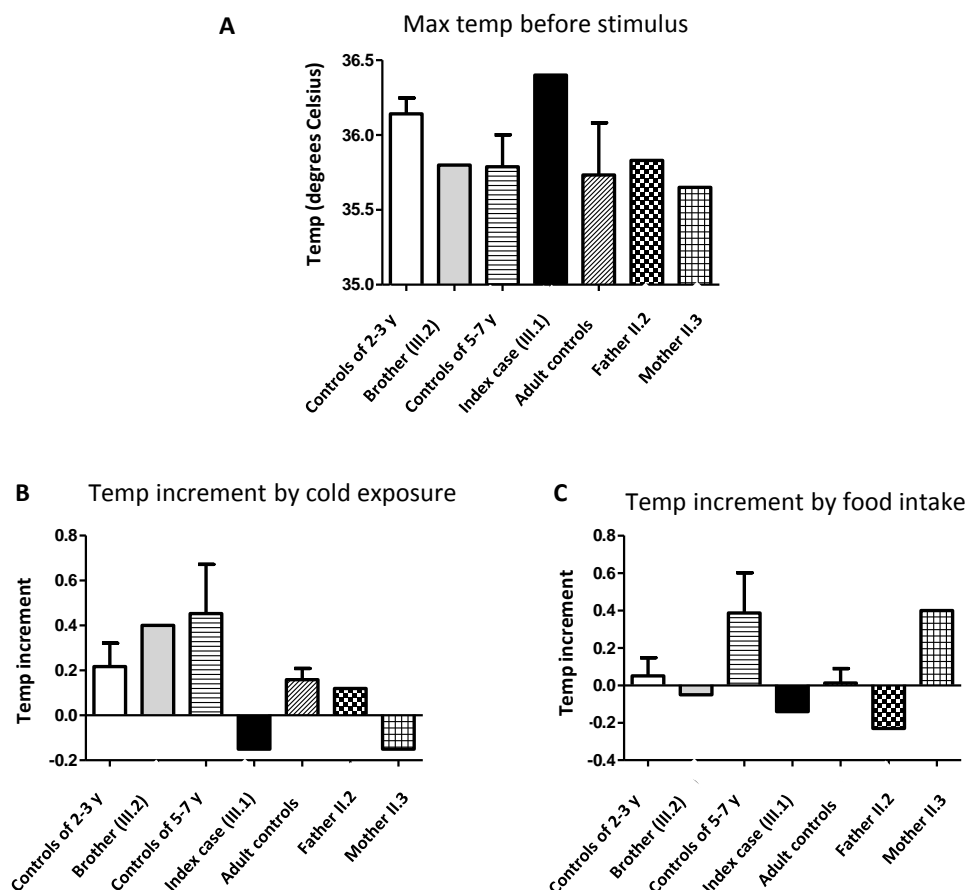 A Max temp before stimulus
Temp (degrees Celsius)
36.5
36.0
35.5
35.0
Controls of 2-3 y
Brother (III.2)
Controls of 5-7 y
Index case (III.1)
Adult controls
Father II.2
Mother II.3
B Temp increment by cold exposure
Temp increment
0.8
0.6
0.4
0.2
0.0
-0.2
Controls of 2-3 y
Brother (III.2)
Controls of 5-7 y
Index case (III.1)
Adult controls
Father II.2
Mother II.3
C Temp increment by food intake
Temp increment
0.8
0.6
0.4
0.2
0.0
-0.2
-0.4
Controls of 2-3 y
Brother (III.2)
Controls of 5-7 y
Index case (III.1)
Adult controls
Father II.2
Mother II.3